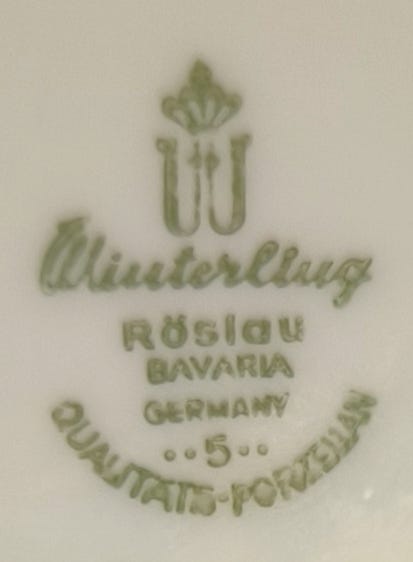 W
Winterling
Röslau
BAVARIA
GERMANY
··5··
QUALITÄTS-PORZELLAN